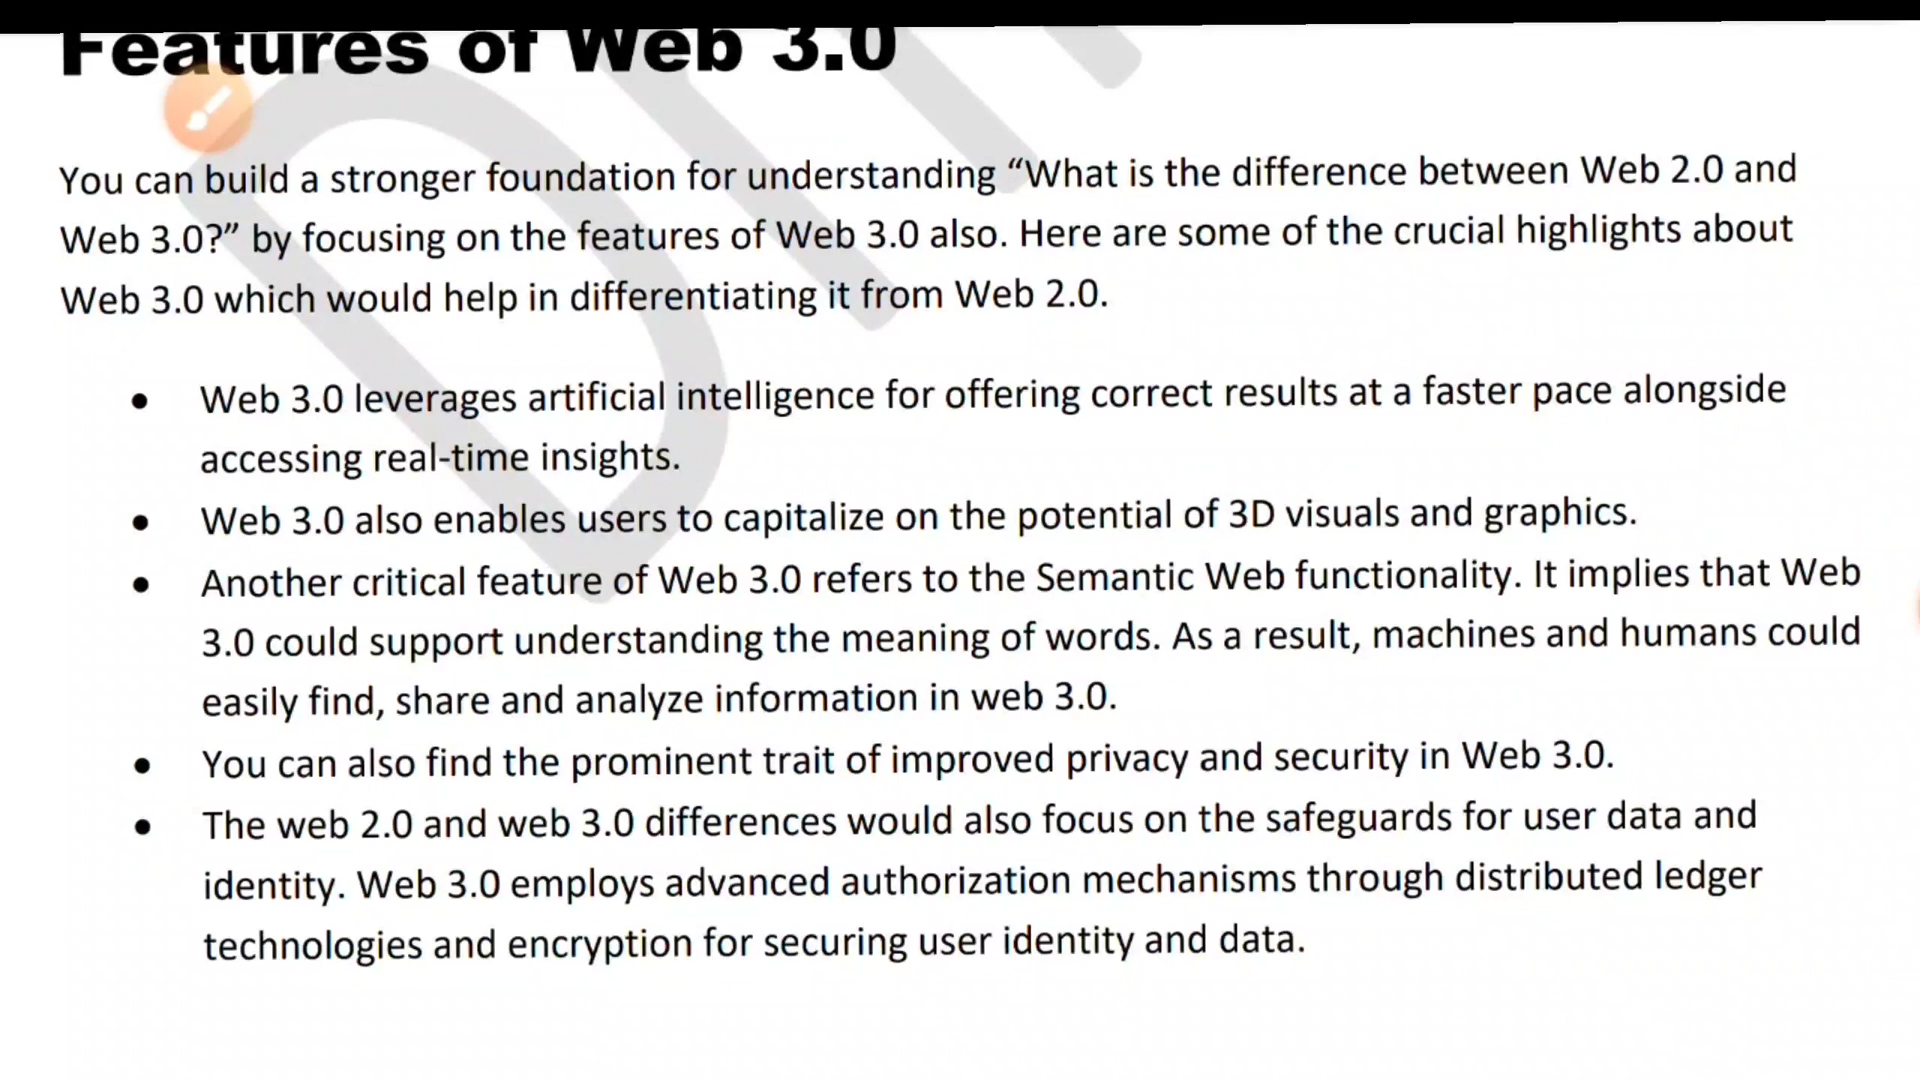 Features of Web 3.0
You can build a stronger foundation for understanding “What is the difference between Web 2.0 and
Web 3.0?” by focusing on the features of Web 3.0 also. Here are some of the crucial highlights about
Web 3.0 which would help in differentiating it from Web 2.0.
• Web 3.0 leverages artificial intelligence for offering correct results at a faster pace alongside
accessing real-time insights.
• Web 3.0 also enables users to capitalize on the potential of 3D visuals and graphics.
• Another critical feature of Web 3.0 refers to the Semantic Web functionality. It implies that Web
3.0 could support understanding the meaning of words. As a result, machines and humans could
easily find, share and analyze information in web 3.0.
• You can also find the prominent trait of improved privacy and security in Web 3.0.
• The web 2.0 and web 3.0 differences would also focus on the safeguards for user data and
identity. Web 3.0 employs advanced authorization mechanisms through distributed ledger
technologies and encryption for securing user identity and data.